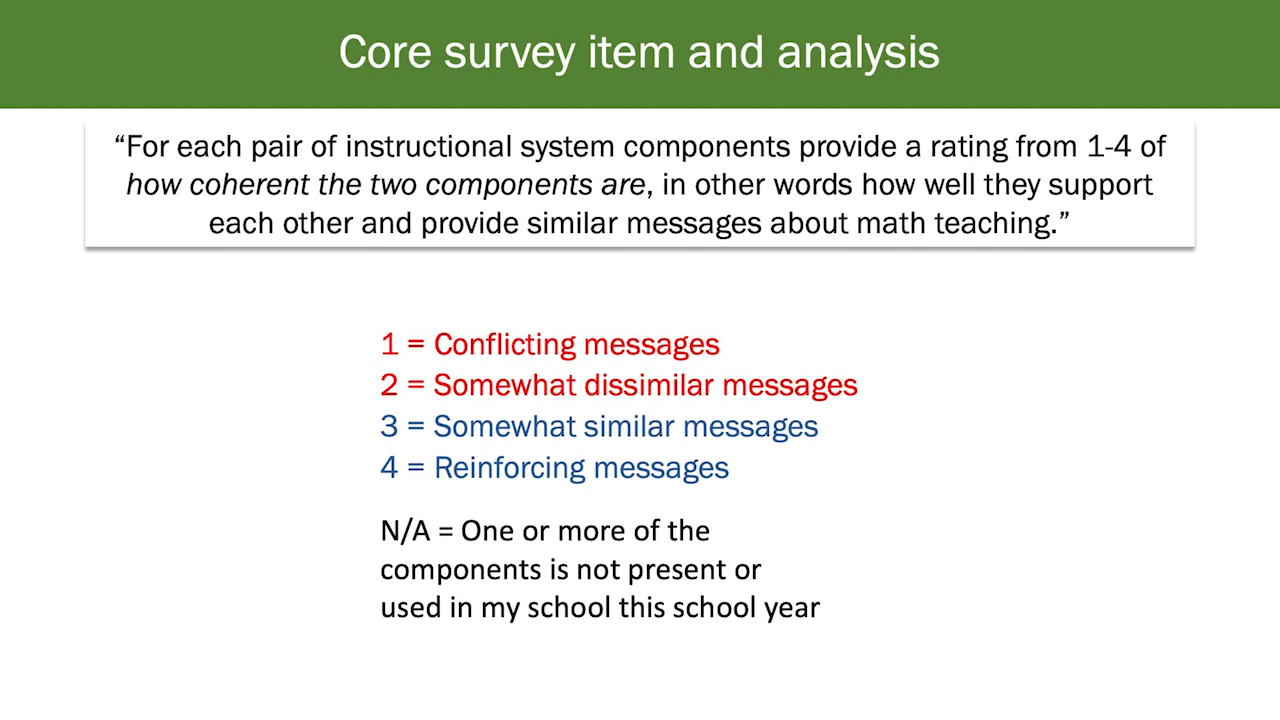 Core survey item and analysis
“For each pair of instructional system components provide a rating from 1-4 of
how coherent the two components are, in other words how well they support
each other and provide similar messages about math teaching.”
1 = Conflicting messages
2 = Somewhat dissimilar messages
3 = Somewhat similar messages
4 = Reinforcing messages
N/A = One or more of the
components is not present or
used in my school this school year